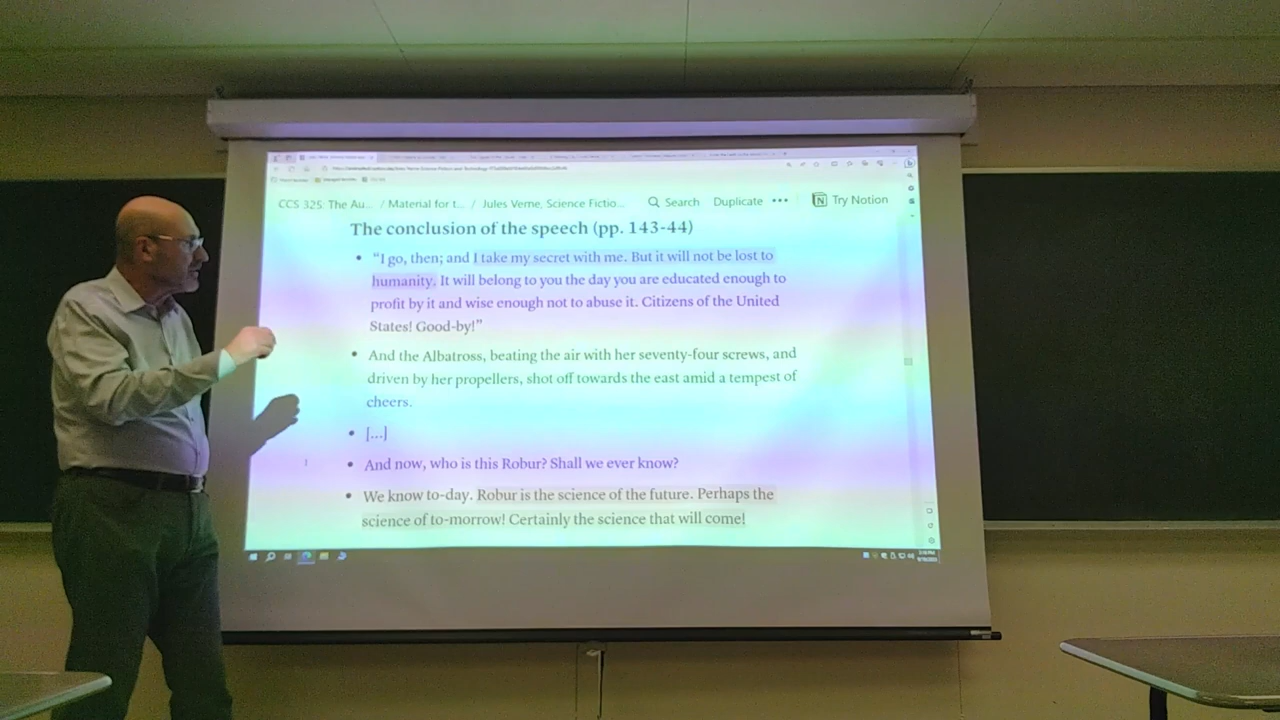 CCS 325: The Au... / Material for t... / Jules Verne, Science Fictio... Search Duplicate ••• Try Notion
The conclusion of the speech (pp. 143-44)
• “I go, then; and I take my secret with me. But it will not be lost to
humanity. It will belong to you the day you are educated enough to
profit by it and wise enough not to abuse it. Citizens of the United
States! Good-by!”
• And the Albatross, beating the air with her seventy-four screws, and
driven by her propellers, shot off towards the east amid a tempest of
cheers.
• [...]
• And now, who is this Robur? Shall we ever know?
• We know to-day. Robur is the science of the future. Perhaps the
science of to-morrow! Certainly the science that will come!